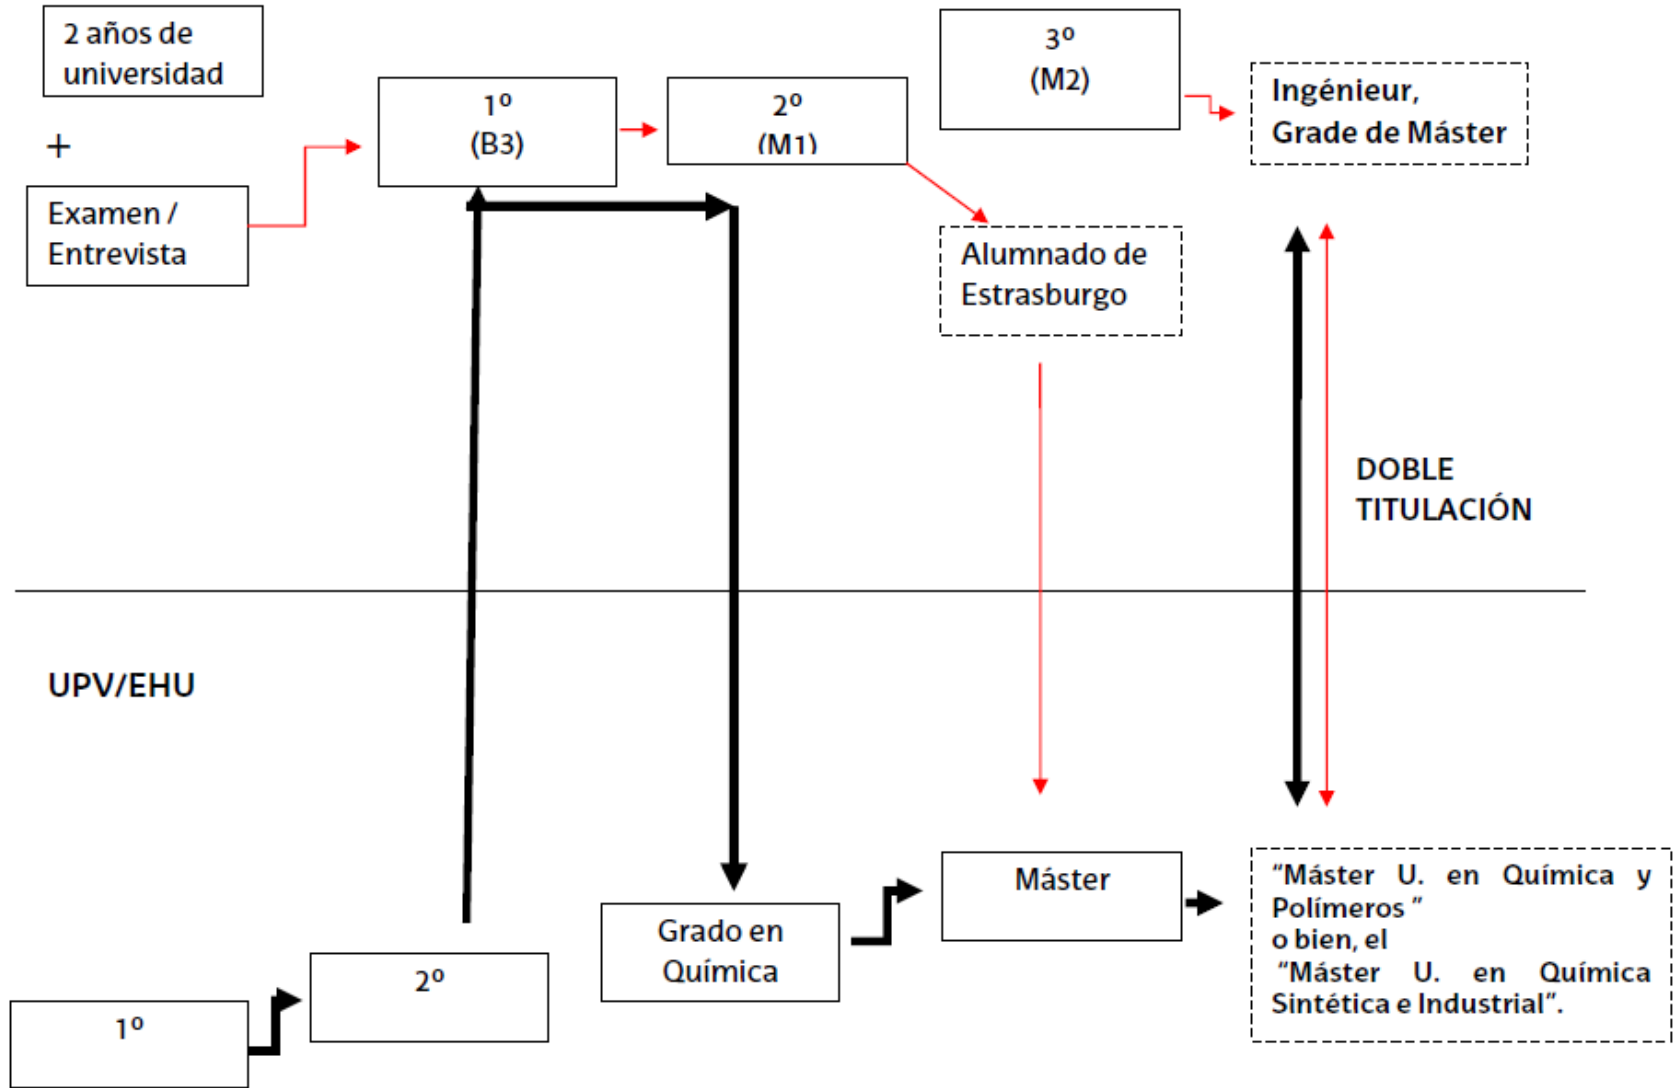 2 años de
universidad
+
Examen /
Entrevista
1º
(B3)
2º
(M1)
3º
(M2)
Ingénieur,
Grade de Máster
Alumnado de
Estrasburgo
DOBLE
TITULACIÓN
UPV/EHU
1º
2º
Grado en
Química
Máster
“Máster U. en Química y
Polímeros ”
o bien, el
“Máster U. en Química
Sintética e Industrial”.